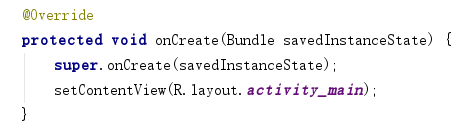 @Override
protected void onCreate(Bundle savedInstanceState) {
    super.onCreate(savedInstanceState);
    setContentView(R.layout.activity_main);
}